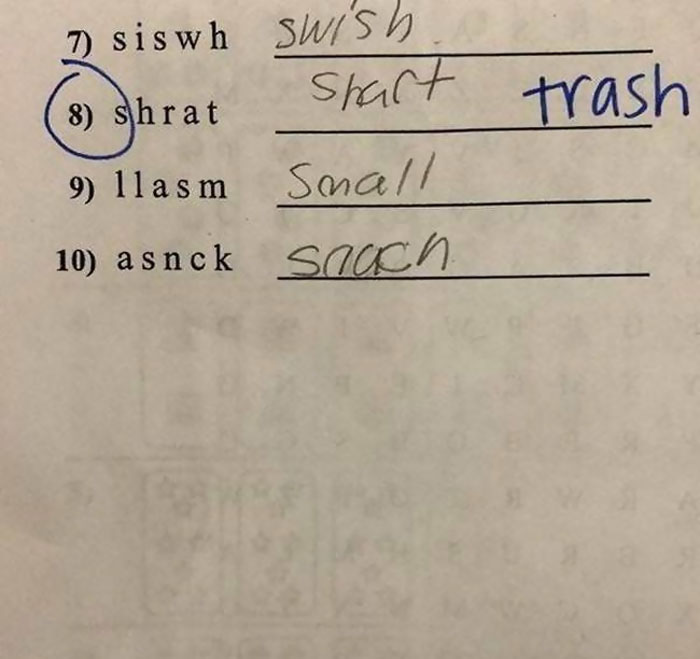 7) siswh swish
8) shrat Shart trash
9) llasm Small
10) asnck snach